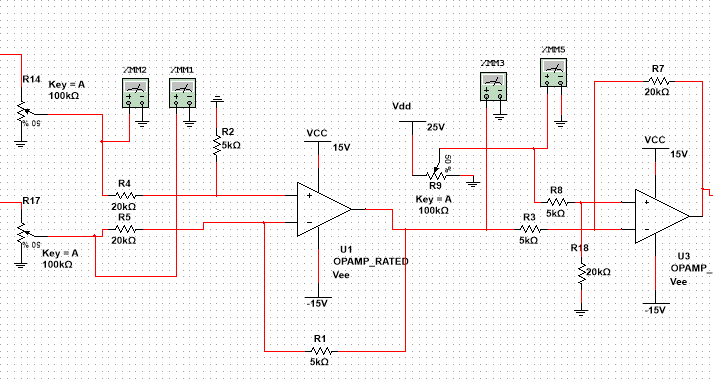 XMM2
XMM1
XMM3
XMM5
R14
Key = A
100kΩ
50 %
R2
5kΩ
VCC
15V
Vdd
25V
50 %
R9
Key = A
100kΩ
R7
20kΩ
VCC
15V
R4
20kΩ
R17
R5
20kΩ
50 %
Key = A
100kΩ
U1
OPAMP_RATED
Vee
-15V
R1
5kΩ
R8
5kΩ
R3
5kΩ
R18
20kΩ
U3
OPAMP_
Vee
-15V